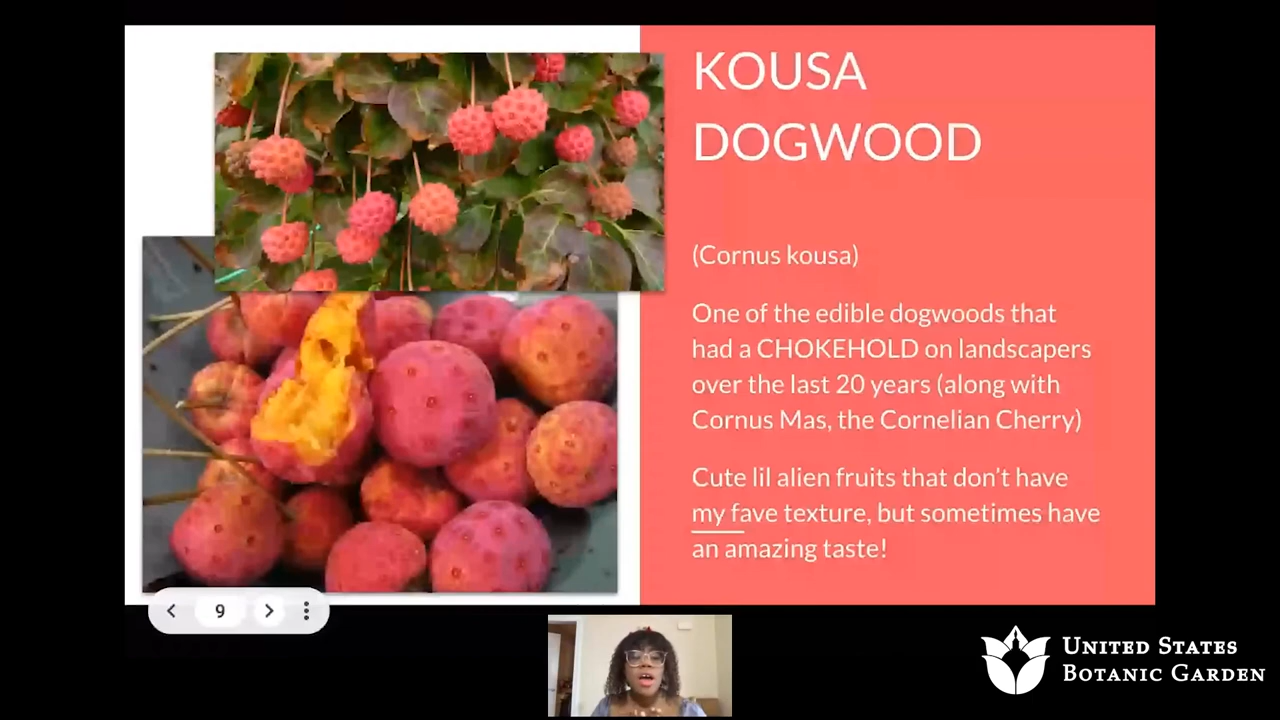 KOUSA
DOGWOOD
(Cornus kousa)
One of the edible dogwoods that
had a CHOKEHOLD on landscapers
over the last 20 years (along with
Cornus Mas, the Cornelian Cherry)
Cute lil alien fruits that don't have
my fave texture, but sometimes have
an amazing taste!
9
UNITED STATES
BOTANIC GARDEN